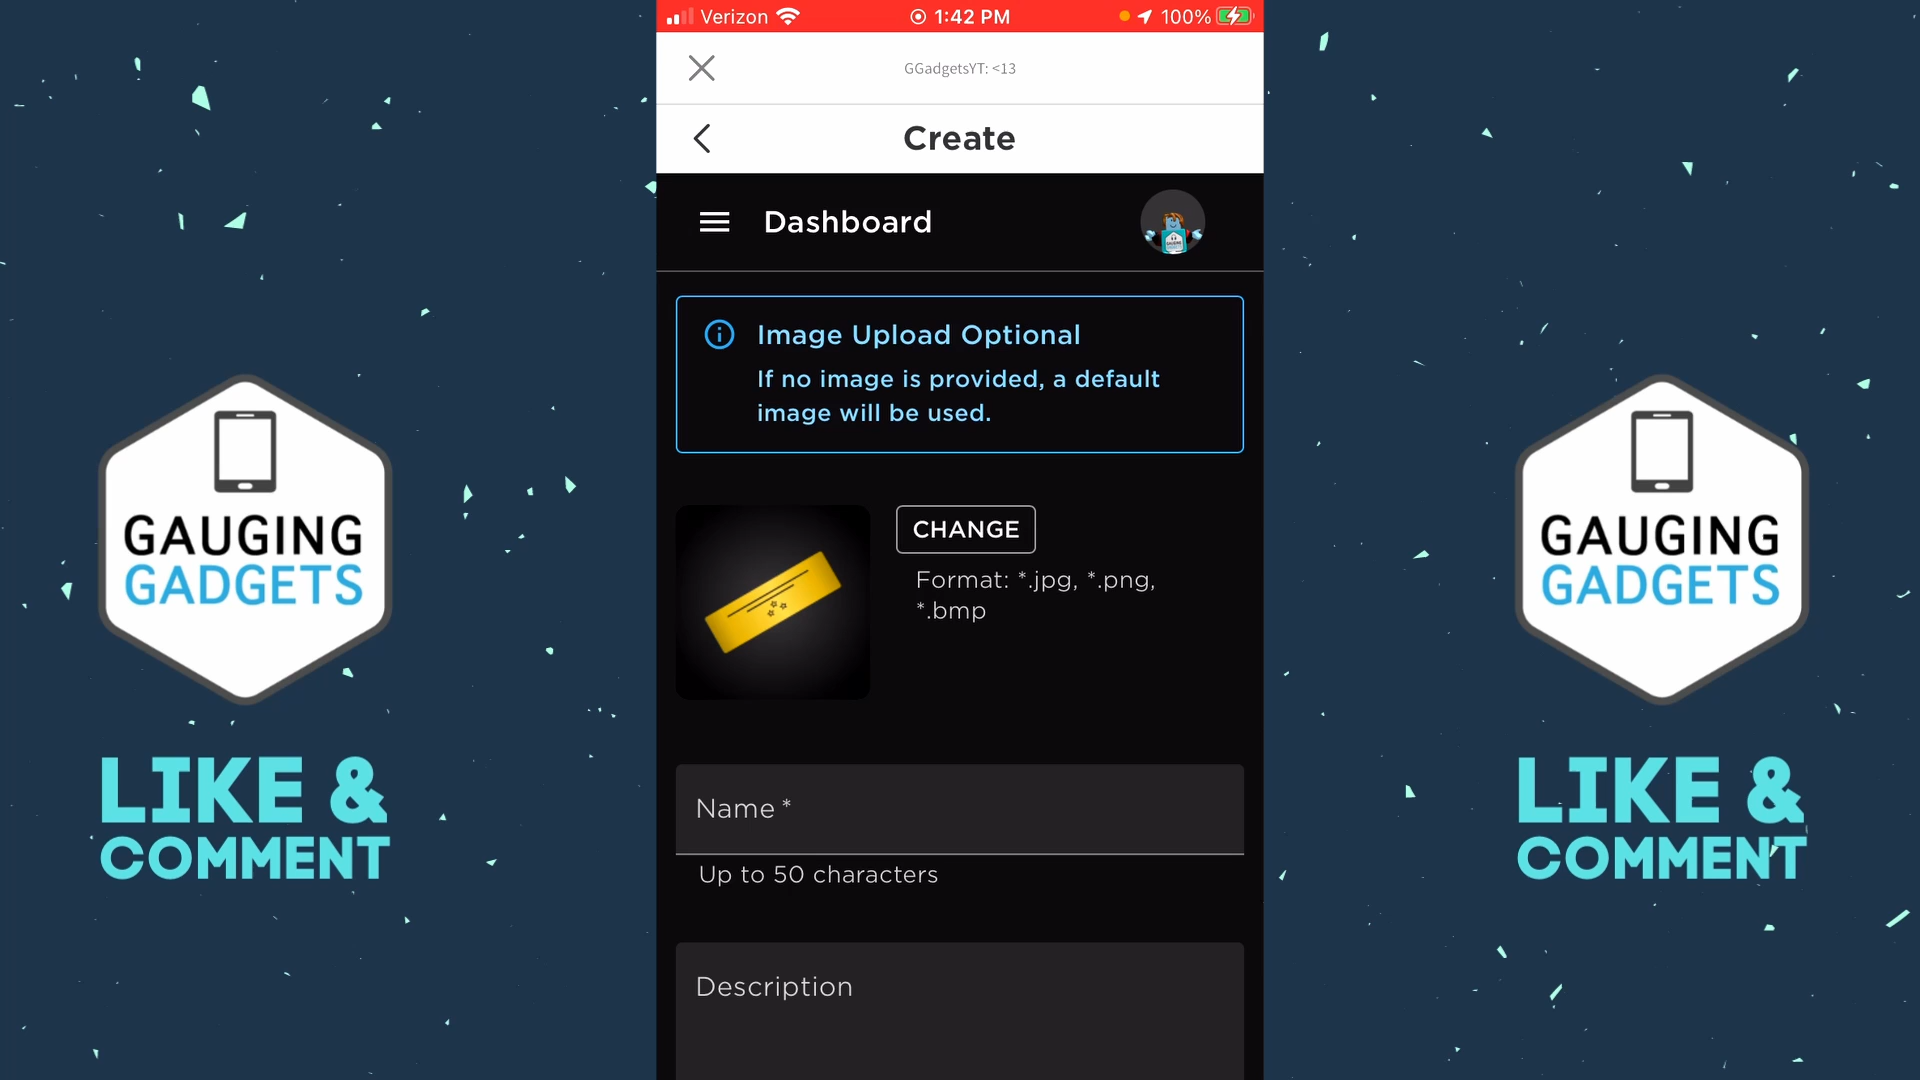 Verizon 1:42 PM 100%
GGadgetsYT: <13
Create
Dashboard
Image Upload Optional
If no image is provided, a default
image will be used.
CHANGE
Format: *.jpg, *.png,
*.bmp
Name *
Up to 50 characters
Description
GAUGING
GADGETS
LIKE &
COMMENT
GAUGING
GADGETS
LIKE &
COMMENT